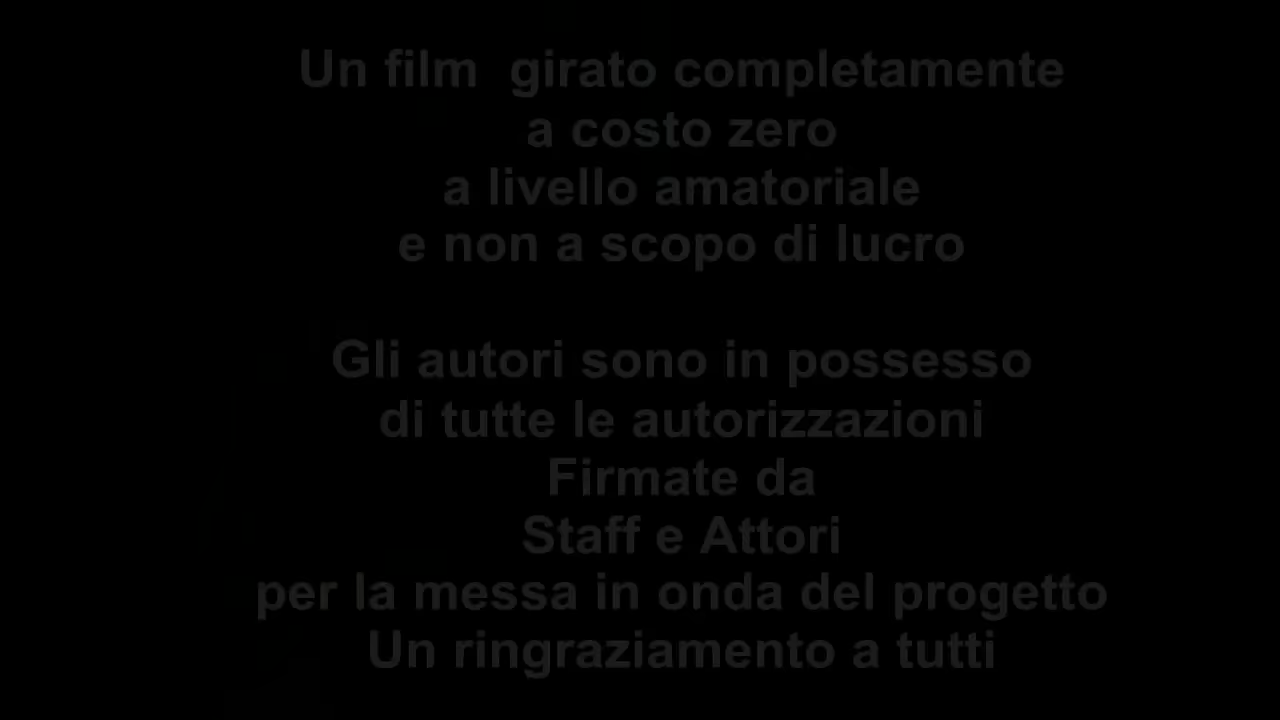 Un film  girato completamente
a costo zero
a livello amatoriale
e non a scopo di lucro
Gli autori sono in possesso
di tutte le autorizzazioni
Firmate da
Staff e Attori
per la messa in onda del progetto
Un ringraziamento a tutti